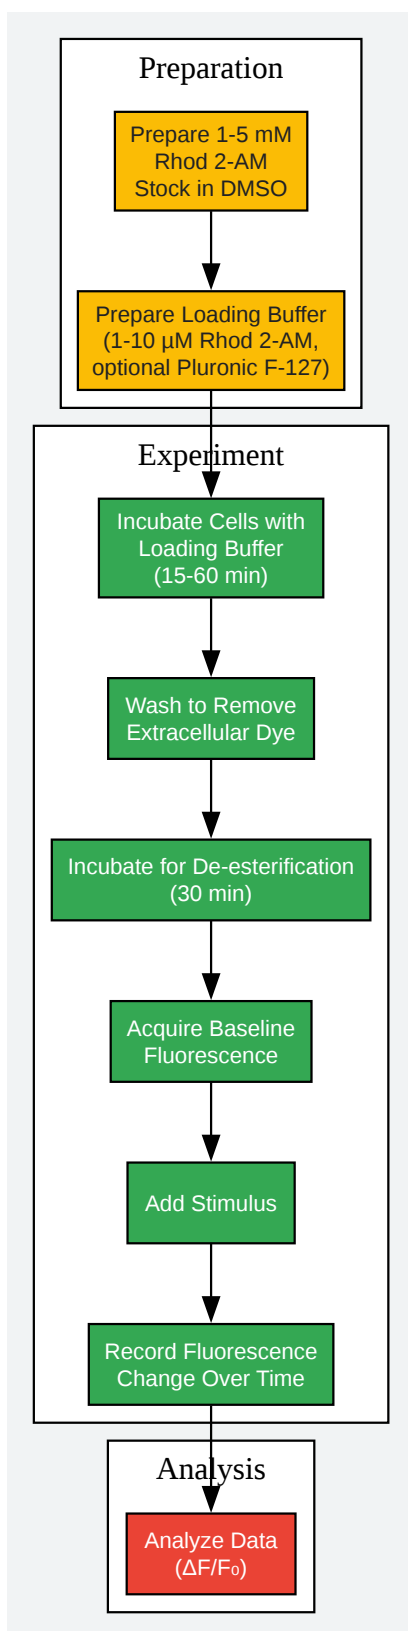 Preparation
Prepare 1-5 mM
Rhod 2-AM
Stock in DMSO
Prepare Loading Buffer
(1-10 µM Rhod 2-AM,
optional Pluronic F-127)
Experiment
Incubate Cells with
Loading Buffer
(15-60 min)
Wash to Remove
Extracellular Dye
Incubate for De-esterification
(30 min)
Acquire Baseline
Fluorescence
Add Stimulus
Record Fluorescence
Change Over Time
Analysis
Analyze Data
(ΔF/F₀)